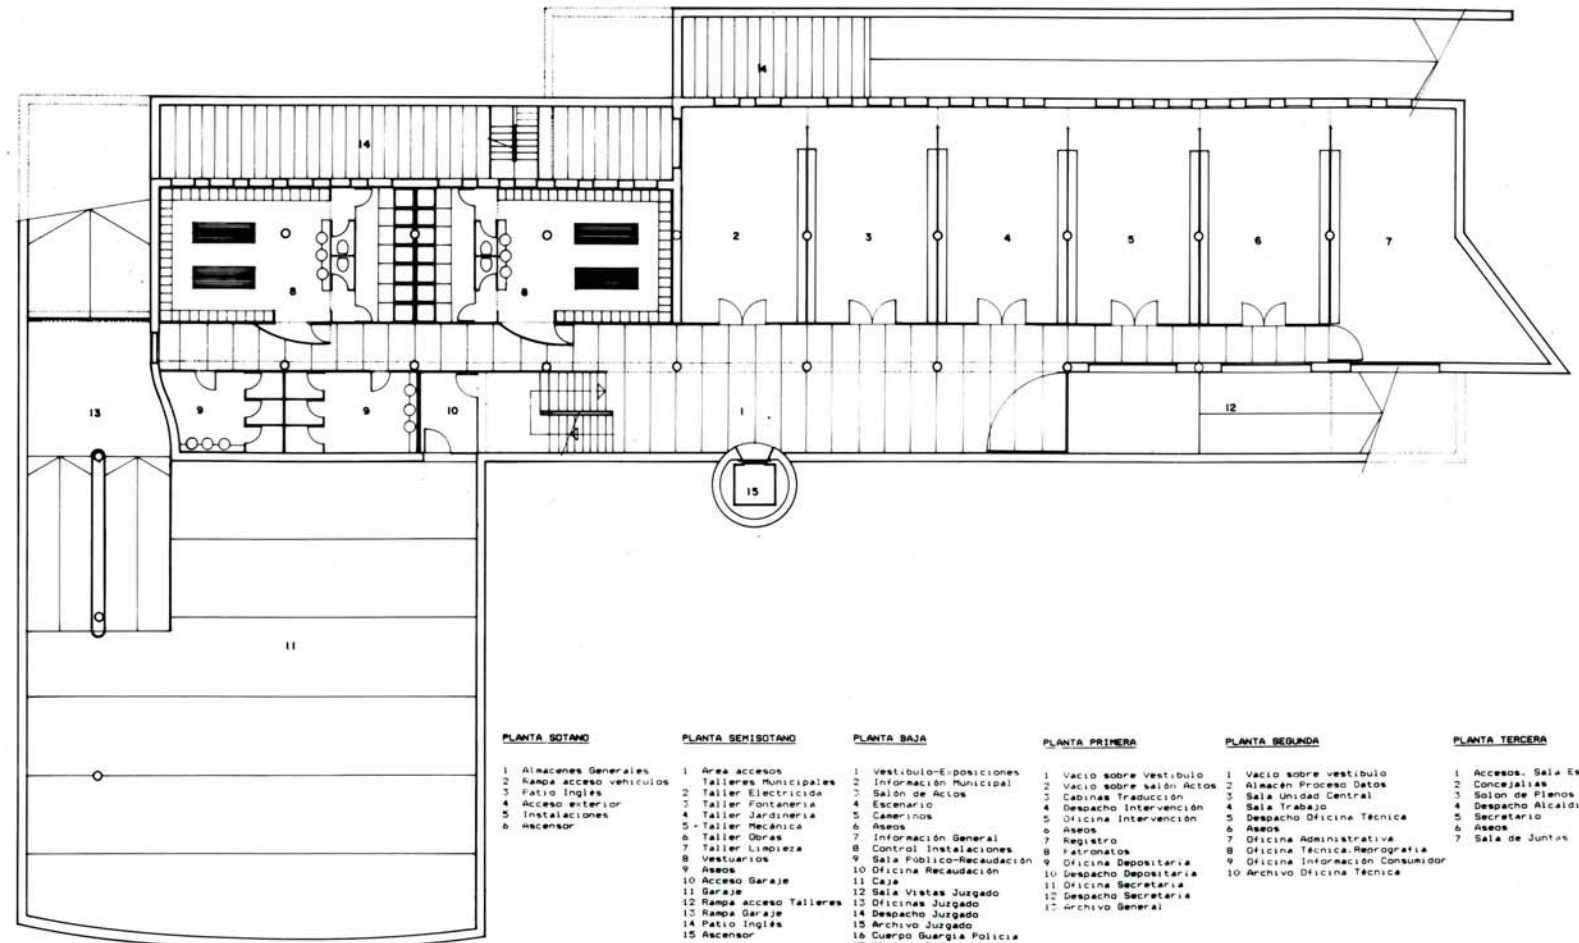 14
14
2
3
4
5
6
7
8
8
13
9
9
10
1
12
15
11
PLANTA SOTANO
1 Almacenes Generales
2 Rampa acceso vehiculos
3 Patio Inglés
4 Acceso exterior
5 Instalaciones
6 Ascensor
PLANTA SEMISOTANO
1 Area accesos
Talleres Municipales
2 Taller Electricida
3 Taller Fontaneria
4 Taller Jardineria
5 - Taller Mecánica
6 Taller Obras
7 Taller Limpieza
8 Vestuarios
9 Aseos
10 Acceso Garaje
11 Garaje
12 Rampa acceso Talleres
13 Rampa Garaje
14 Patio Inglés
15 Ascensor
PLANTA BAJA
1 Vestibulo-Exposiciones
2 Información Municipal
3 Salón de Actos
4 Escenario
5 Camerinos
6 Aseos
7 Información General
8 Control Instalaciones
9 Sala Público-Recaudación
10 Oficina Recaudación
11 Caja
12 Sala Vistas Juzgado
13 Oficinas Juzgado
14 Despacho Juzgado
15 Archivo Juzgado
16 Cuerpo Guargia Policia
PLANTA PRIMERA
1 Vacio sobre Vestibulo
2 Vacio sobre salón Actos
3 Cabinas Traducción
4 Despacho Intervención
5 Oficina Intervención
6 Aseos
7 Registro
8 Patronatos
9 Oficina Depositaria
10 Despacho Depositaria
11 Oficina Secretaria
12 Despacho Secretaria
13 Archivo General
PLANTA SEGUNDA
1 Vacio sobre vestibulo
2 Almacén Proceso Datos
3 Sala Unidad Central
4 Sala Trabajo
5 Despacho Oficina Técnica
6 Aseos
7 Oficina Administrativa
8 Oficina Técnica.Reprografia
9 Oficina Información Consumidor
10 Archivo Oficina Técnica
PLANTA TERCERA
1 Accesos. Sala Es
2 Concejalias
3 Solon de Plenos
4 Despacho Alcaldi
5 Secretario
6 Aseos
7 Sala de Juntas